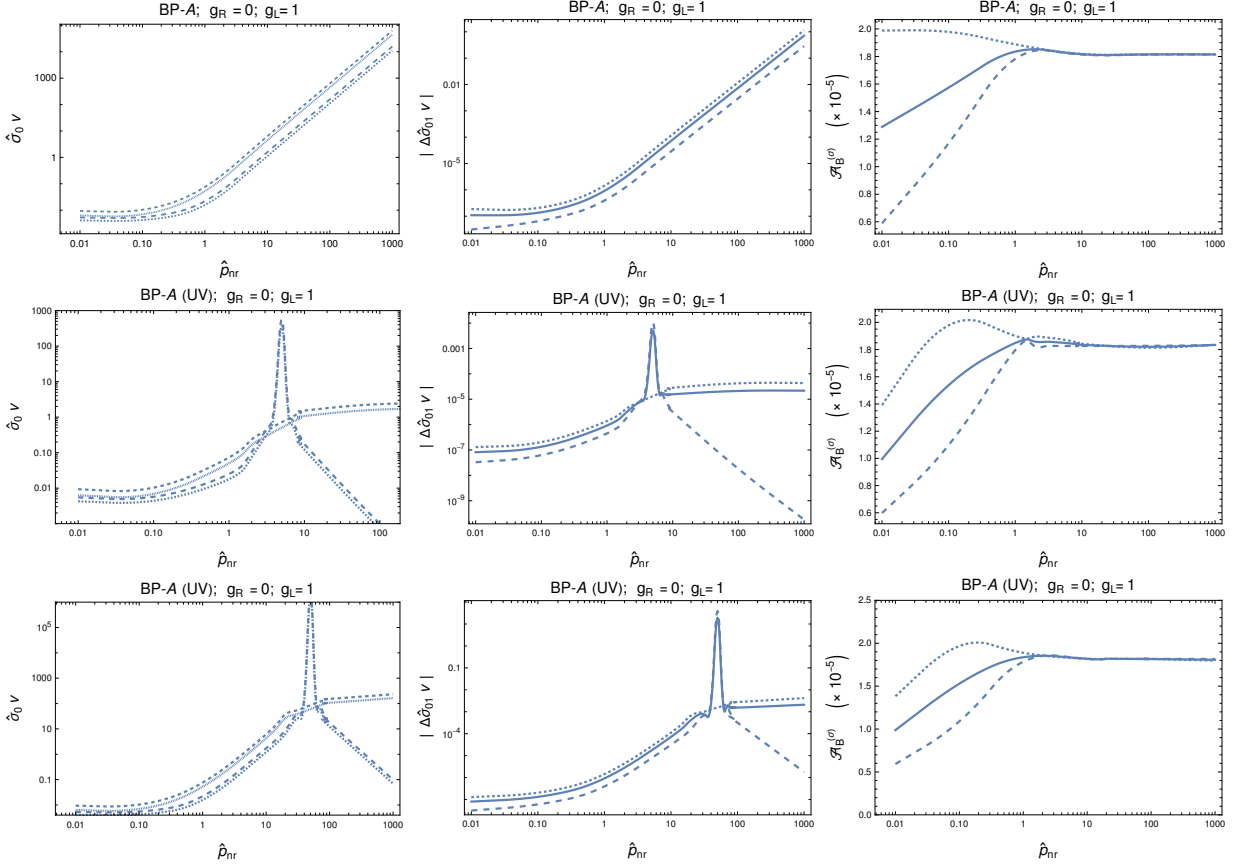 BP-A; g_R = 0; g_L= 1
σ̂_0 v
1000
1
0.01 0.10 1 10 100 1000
p̂_nr
BP-A; g_R = 0; g_L= 1
| Δσ̂_01 v |
0.01
10^-5
0.01 0.10 1 10 100 1000
p̂_nr
BP-A; g_R = 0; g_L= 1
𝒜_B^(σ) (× 10^-5)
2.0
1.8
1.6
1.4
1.2
1.0
0.8
0.6
0.01 0.10 1 10 100 1000
p̂_nr
BP-A (UV); g_R = 0; g_L= 1
σ̂_0 v
1000
100
10
1
0.10
0.01
0.01 0.10 1 10 100
p̂_nr
BP-A (UV); g_R = 0; g_L= 1
| Δσ̂_01 v |
0.001
10^-5
10^-7
10^-9
0.01 0.10 1 10 100 1000
p̂_nr
BP-A (UV); g_R = 0; g_L= 1
𝒜_B^(σ) (× 10^-5)
2.0
1.8
1.6
1.4
1.2
1.0
0.8
0.6
0.01 0.10 1 10 100 1000
p̂_nr
BP-A (UV); g_R = 0; g_L= 1
σ̂_0 v
10^5
100
0.1
0.01 0.10 1 10 100 1000
p̂_nr
BP-A (UV); g_R = 0; g_L= 1
| Δσ̂_01 v |
0.1
10^-4
0.01 0.10 1 10 100 1000
p̂_nr
BP-A (UV); g_R = 0; g_L= 1
𝒜_B^(σ) (× 10^-5)
2.5
2.0
1.5
1.0
0.5
0.0
0.01 0.10 1 10 100 1000
p̂_nr